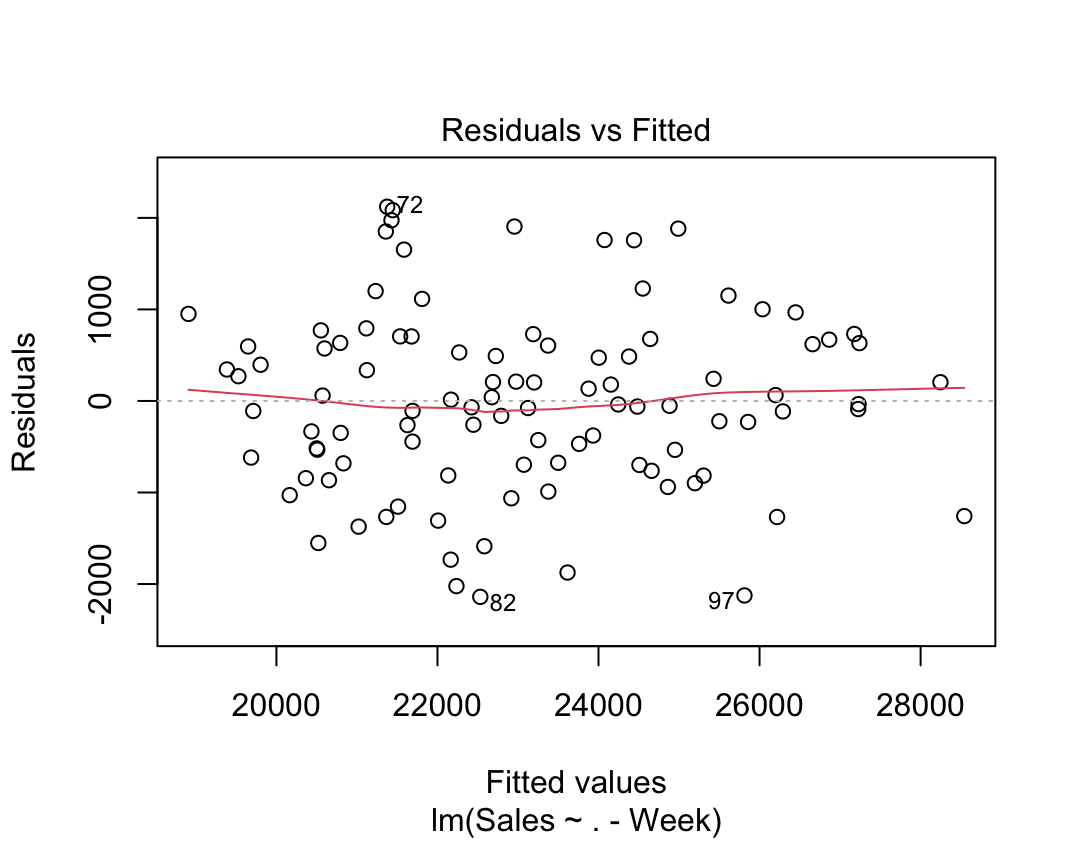 Residuals vs Fitted
Residuals
1000
0
-2000
72
82
97
20000 22000 24000 26000 28000
Fitted values
lm(Sales ~ . - Week)